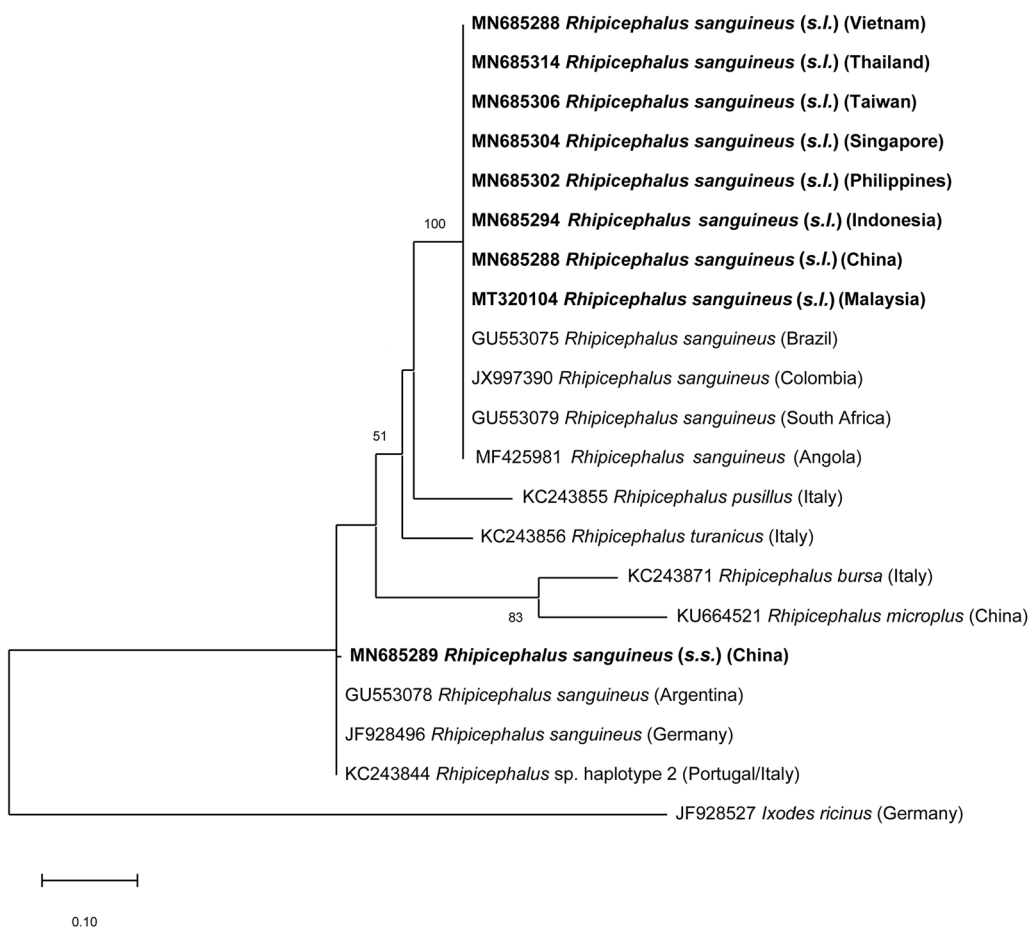 MN685288 Rhipicephalus sanguineus (s.l.) (Vietnam)
MN685314 Rhipicephalus sanguineus (s.l.) (Thailand)
MN685306 Rhipicephalus sanguineus (s.l.) (Taiwan)
MN685304 Rhipicephalus sanguineus (s.l.) (Singapore)
MN685302 Rhipicephalus sanguineus (s.l.) (Philippines)
MN685294 Rhipicephalus sanguineus (s.l.) (Indonesia)
100
MN685288 Rhipicephalus sanguineus (s.l.) (China)
MT320104 Rhipicephalus sanguineus (s.l.) (Malaysia)
GU553075 Rhipicephalus sanguineus (Brazil)
JX997390 Rhipicephalus sanguineus (Colombia)
GU553079 Rhipicephalus sanguineus (South Africa)
51
MF425981 Rhipicephalus sanguineus (Angola)
KC243855 Rhipicephalus pusillus (Italy)
KC243856 Rhipicephalus turanicus (Italy)
KC243871 Rhipicephalus bursa (Italy)
83
KU664521 Rhipicephalus microplus (China)
MN685289 Rhipicephalus sanguineus (s.s.) (China)
GU553078 Rhipicephalus sanguineus (Argentina)
JF928496 Rhipicephalus sanguineus (Germany)
KC243844 Rhipicephalus sp. haplotype 2 (Portugal/Italy)
JF928527 Ixodes ricinus (Germany)
0.10